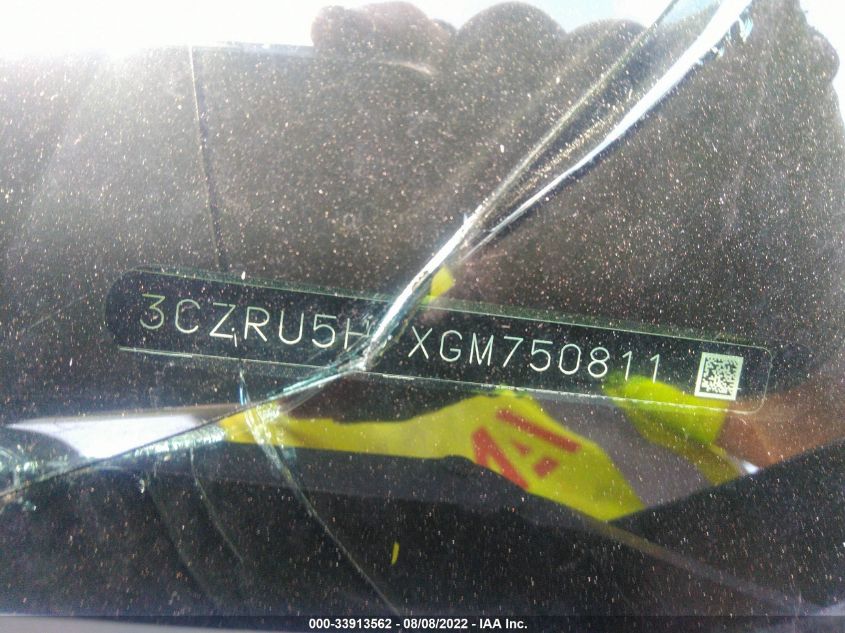 3CZRU5H XGM750811
000-33913562 - 08/08/2022 - IAA Inc.